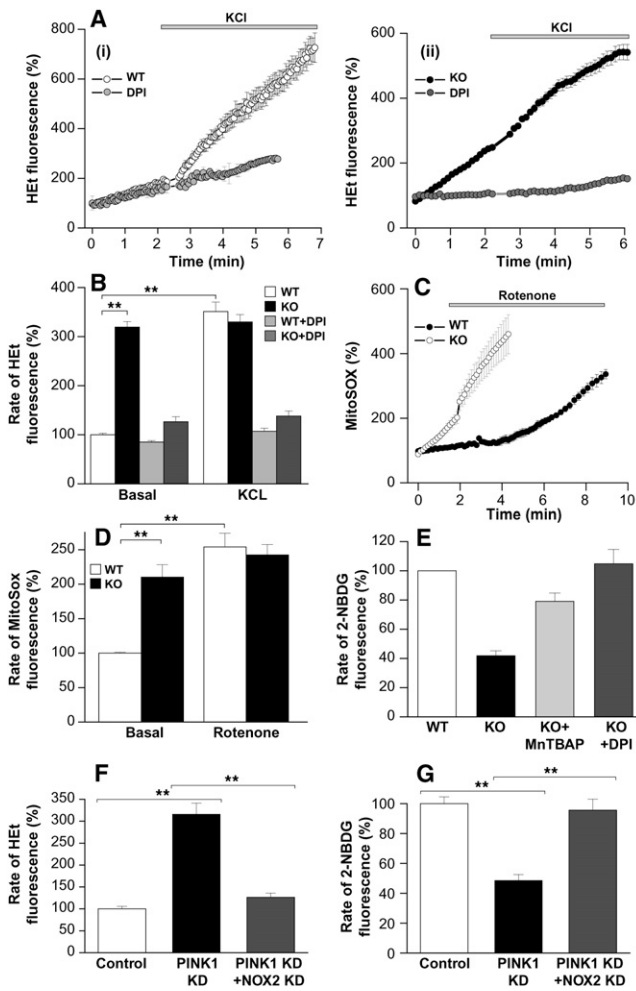 A
KCl
(i)
WT
DPI
HEt fluorescence (%)
800
600
400
200
0
0 1 2 3 4 5 6 7
Time (min)
KCl
(ii)
KO
DPI
HEt fluorescence (%)
600
400
200
0
0 1 2 3 4 5 6
Time (min)
B
**
**
WT
KO
WT+DPI
KO+DPI
Rate of HEt
fluorescence (%)
400
300
200
100
0
Basal KCL
C
Rotenone
WT
KO
MitoSOX (%)
600
400
200
0
0 2 4 6 8 10
Time (min)
D
**
**
WT
KO
Rate of MitoSox
fluorescence (%)
250
200
150
100
50
0
Basal Rotenone
E
Rate of 2-NBDG
fluorescence (%)
120
100
80
60
40
20
0
WT KO KO+ KO
MnTBAP +DPI
F
**
**
Rate of HEt
fluorescence (%)
350
300
250
200
150
100
50
0
Control PINK1 PINK1 KD
KD +NOX2 KD
G
**
**
Rate of 2-NBDG
fluorescence (%)
100
80
60
40
20
0
Control PINK1 PINK1 KD
KD +NOX2 KD